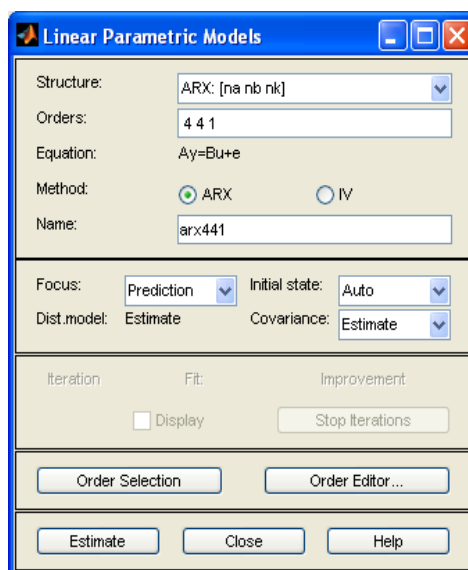 Linear Parametric Models
Structure: ARX: [na nb nk]
Orders: 4 4 1
Equation: Ay=Bu+e
Method: ARX IV
Name: arx441
Focus: Prediction Initial state: Auto
Dist.model: Estimate Covariance: Estimate
Iteration Fit: Improvement
Display Stop Iterations
Order Selection Order Editor...
Estimate Close Help